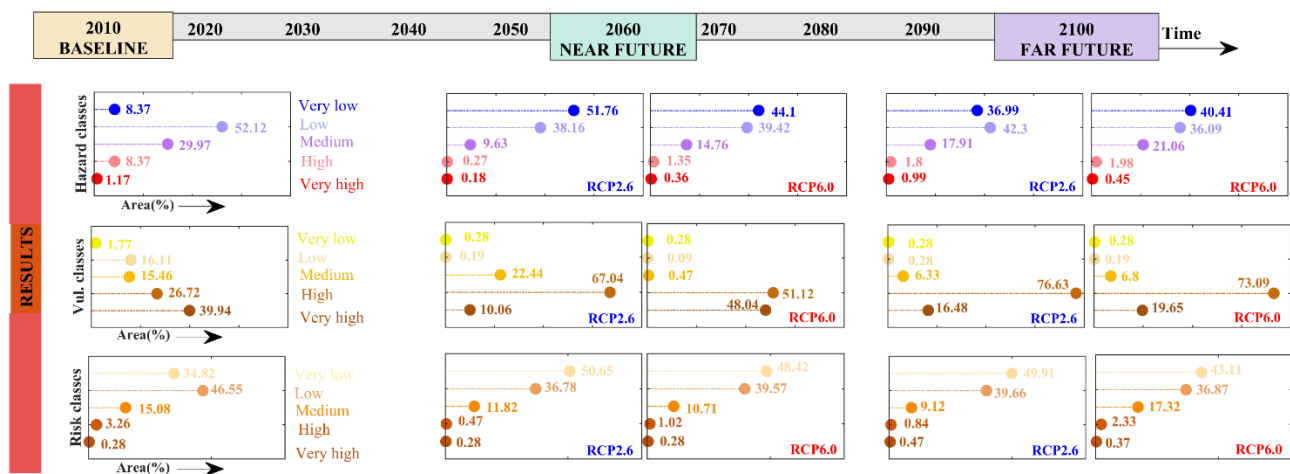 2010
BASELINE
2020
2030
2040
2050
2060
NEAR FUTURE
2070
2080
2090
2100
FAR FUTURE
Time
RESULTS
Hazard classes
8.37
52.12
29.97
8.37
1.17
Very low
Low
Medium
High
Very high
Area(%)
51.76
38.16
9.63
0.27
0.18
RCP2.6
44.1
39.42
14.76
1.35
0.36
RCP6.0
36.99
42.3
17.91
1.8
0.99
RCP2.6
40.41
36.09
21.06
1.98
0.45
RCP6.0
Vul. classes
1.77
16.11
15.46
26.72
39.94
Very low
Low
Medium
High
Very high
Area(%)
0.28
0.19
22.44
67.04
10.06
RCP2.6
0.28
0.09
0.47
51.12
48.04
RCP6.0
0.28
0.28
6.33
76.63
16.48
RCP2.6
0.28
0.19
6.8
73.09
19.65
RCP6.0
Risk classes
34.82
46.55
15.08
3.26
0.28
Very low
Low
Medium
High
Very high
Area(%)
50.65
36.78
11.82
0.47
0.28
RCP2.6
48.42
39.57
10.71
1.02
0.28
RCP6.0
49.91
39.66
9.12
0.84
0.47
RCP2.6
43.11
36.87
17.32
2.33
0.37
RCP6.0